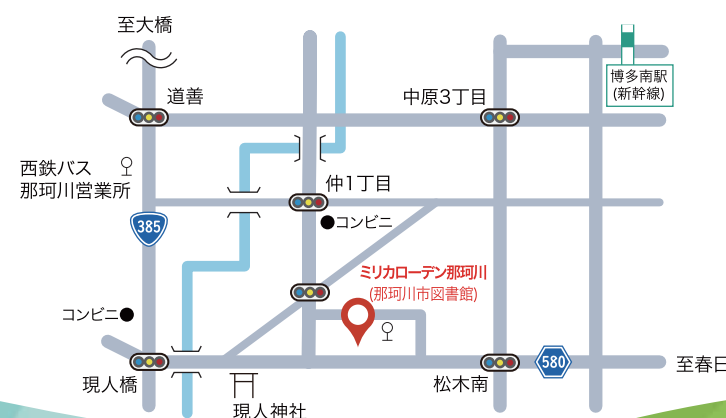 至大橋
道善
中原3丁目
博多南駅
(新幹線)
西鉄バス
那珂川営業所
仲1丁目
コンビニ
385
ミリカローデン那珂川
(那珂川市図書館)
コンビニ
現人橋
松木南
580
至春日
現人神社